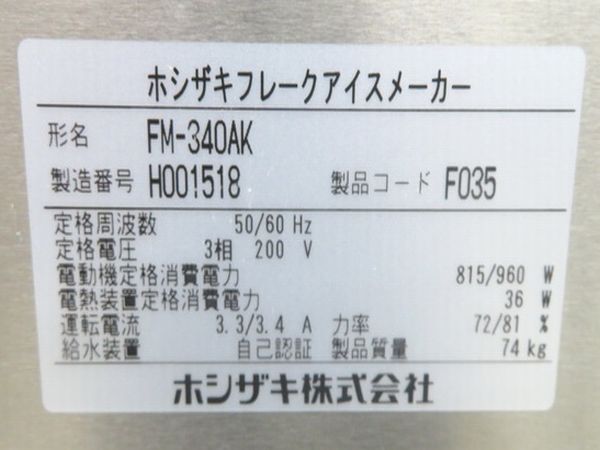 ホシザキフレークアイスメーカー
形名 FM-340AK
製造番号 H001518 製品コード F035
定格周波数 50/60 Hz
定格電圧 3相 200 V
電動機定格消費電力 815/960 W
電熱装置定格消費電力 36 W
運転電流 3.3/3.4 A 力率 72/81 %
給水装置 自己認証 製品質量 74 kg
ホシザキ株式会社